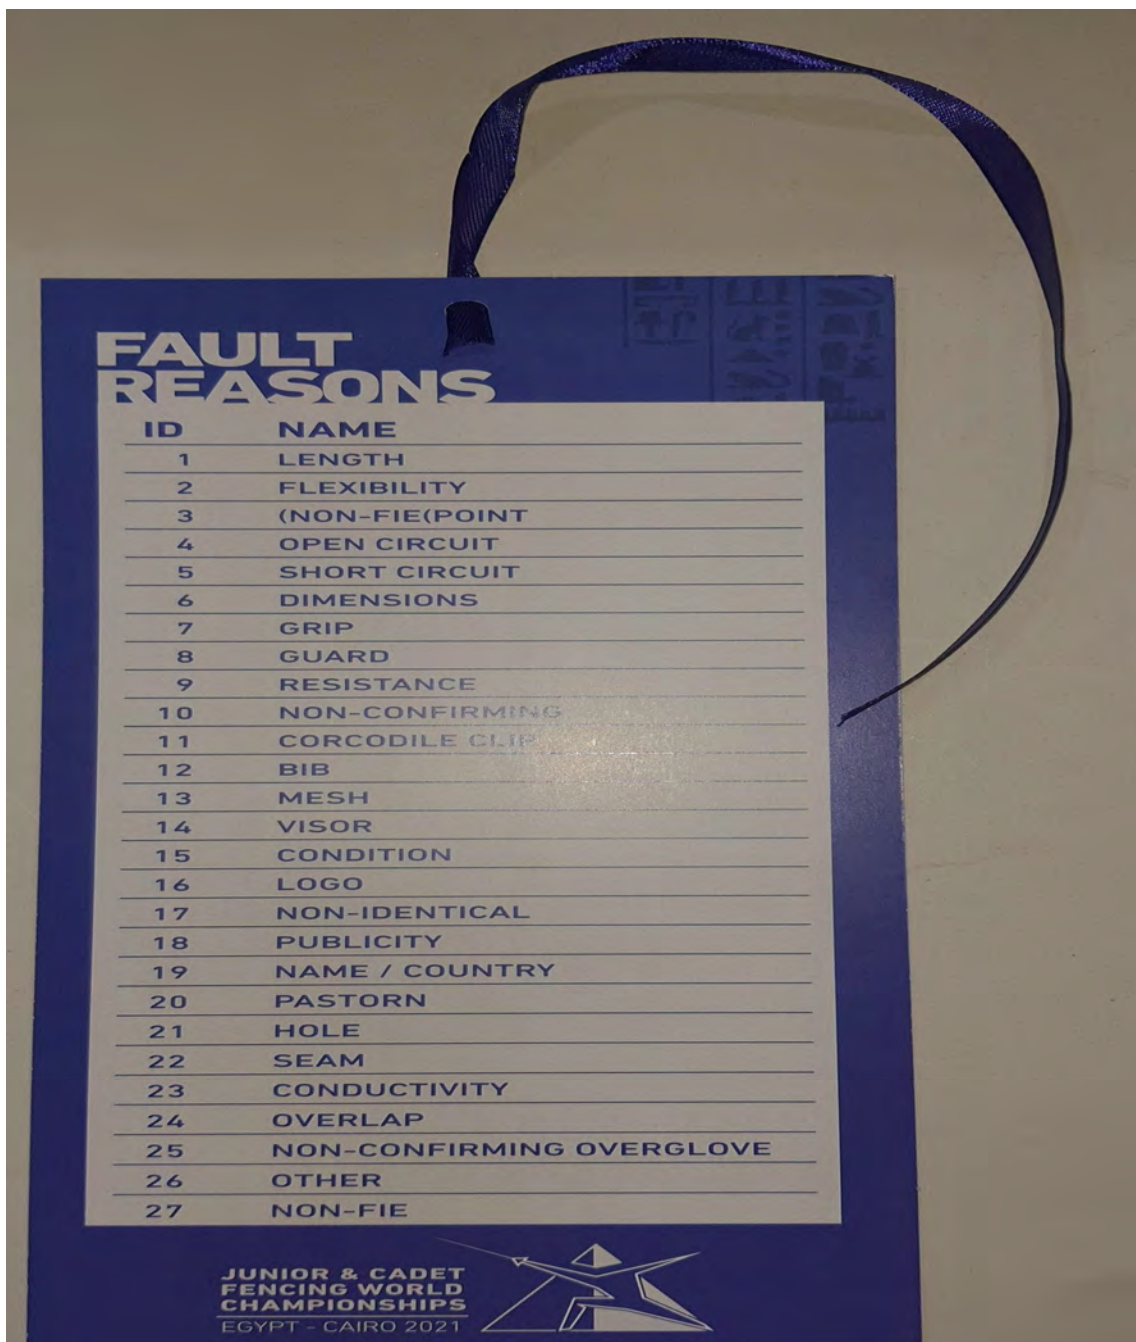 FAULT
REASONS
ID NAME
1 LENGTH
2 FLEXIBILITY
3 (NON-FIE(POINT
4 OPEN CIRCUIT
5 SHORT CIRCUIT
6 DIMENSIONS
7 GRIP
8 GUARD
9 RESISTANCE
10 NON-CONFIRMING
11 CORCODILE CLIP
12 BIB
13 MESH
14 VISOR
15 CONDITION
16 LOGO
17 NON-IDENTICAL
18 PUBLICITY
19 NAME / COUNTRY
20 PASTORN
21 HOLE
22 SEAM
23 CONDUCTIVITY
24 OVERLAP
25 NON-CONFIRMING OVERGLOVE
26 OTHER
27 NON-FIE
JUNIOR & CADET
FENCING WORLD
CHAMPIONSHIPS
EGYPT - CAIRO 2021